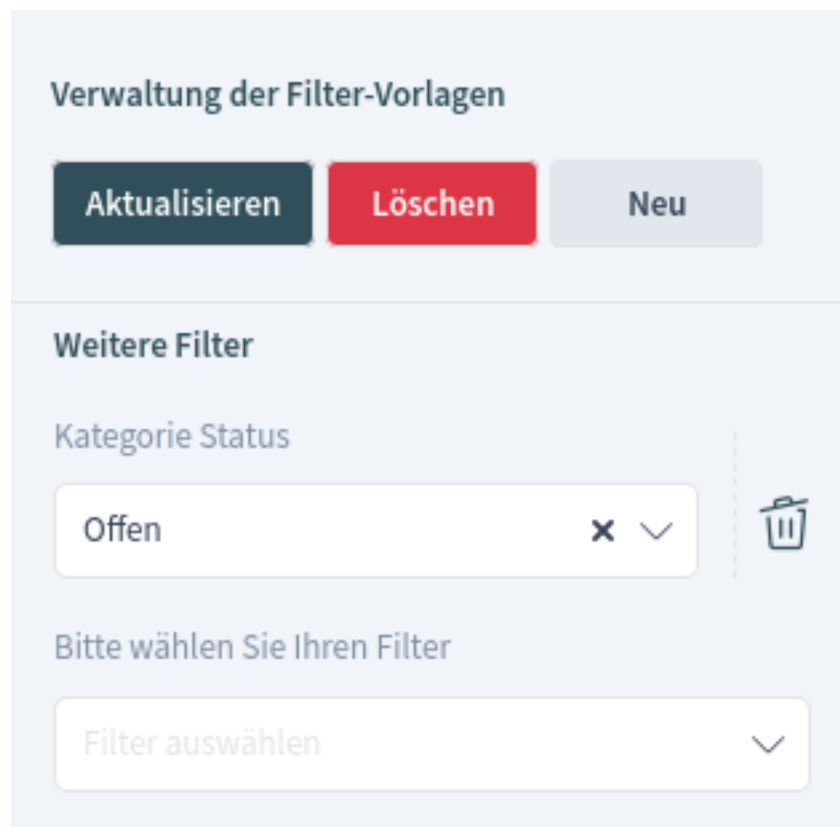 Verwaltung der Filter-Vorlagen
Aktualisieren Löschen Neu
Weitere Filter
Kategorie Status
Offen
Bitte wählen Sie Ihren Filter
Filter auswählen